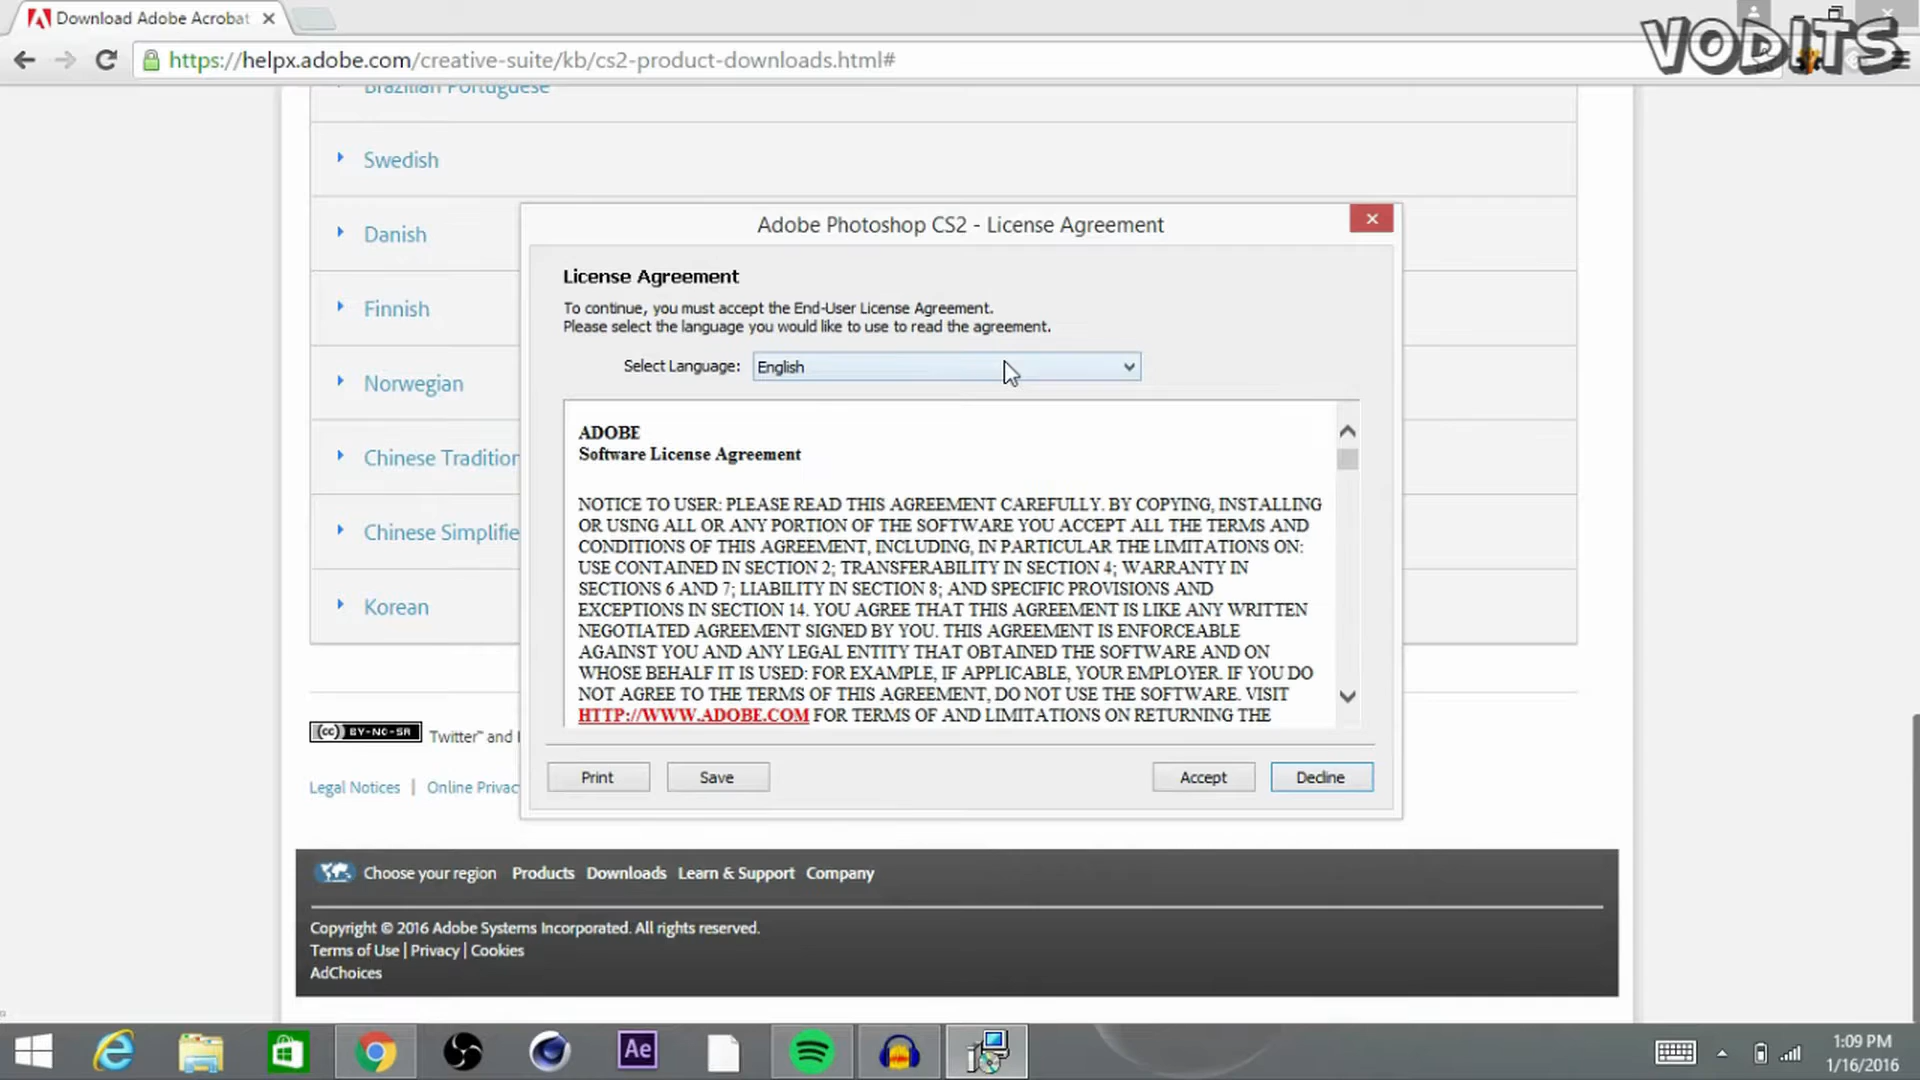 Download Adobe Acrobat
VODITS
https://helpx.adobe.com/creative-suite/kb/cs2-product-downloads.html#
Brazilian Portuguese
Swedish
Danish
Finnish
Norwegian
Chinese Tradition
Chinese Simplifie
Korean
Adobe Photoshop CS2 - License Agreement
License Agreement
To continue, you must accept the End-User License Agreement.
Please select the language you would like to use to read the agreement.
Select Language: English
ADOBE
Software License Agreement
NOTICE TO USER: PLEASE READ THIS AGREEMENT CAREFULLY. BY COPYING, INSTALLING
OR USING ALL OR ANY PORTION OF THE SOFTWARE YOU ACCEPT ALL THE TERMS AND
CONDITIONS OF THIS AGREEMENT, INCLUDING, IN PARTICULAR THE LIMITATIONS ON:
USE CONTAINED IN SECTION 2; TRANSFERABILITY IN SECTION 4; WARRANTY IN
SECTIONS 6 AND 7; LIABILITY IN SECTION 8; AND SPECIFIC PROVISIONS AND
EXCEPTIONS IN SECTION 14. YOU AGREE THAT THIS AGREEMENT IS LIKE ANY WRITTEN
NEGOTIATED AGREEMENT SIGNED BY YOU. THIS AGREEMENT IS ENFORCEABLE
AGAINST YOU AND ANY LEGAL ENTITY THAT OBTAINED THE SOFTWARE AND ON
WHOSE BEHALF IT IS USED: FOR EXAMPLE, IF APPLICABLE, YOUR EMPLOYER. IF YOU DO
NOT AGREE TO THE TERMS OF THIS AGREEMENT, DO NOT USE THE SOFTWARE. VISIT
HTTP://WWW.ADOBE.COM FOR TERMS OF AND LIMITATIONS ON RETURNING THE
Print Save Accept Decline
(cc) BY-NC-SA Twitter™ and
Legal Notices | Online Privac
Choose your region Products Downloads Learn & Support Company
Copyright © 2016 Adobe Systems Incorporated. All rights reserved.
Terms of Use | Privacy | Cookies
AdChoices
Ae
1:09 PM
1/16/2016